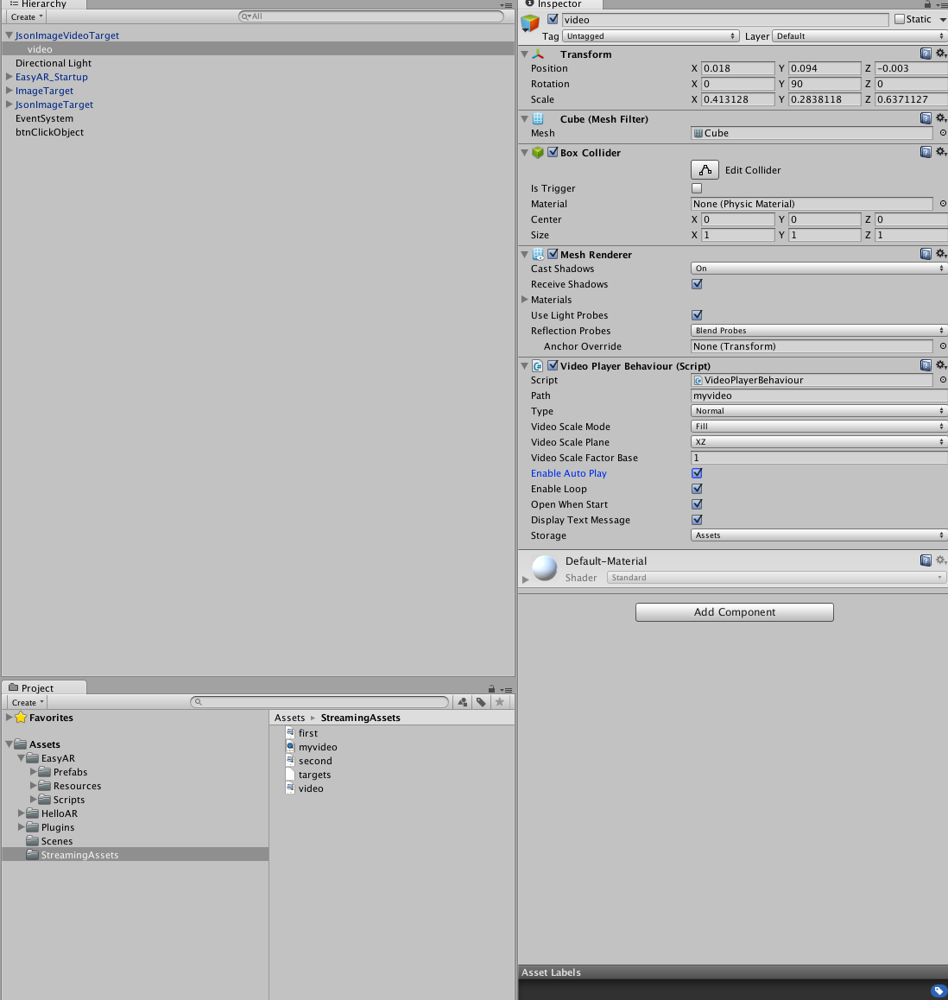 Hierarchy
Create
All
JsonImageVideoTarget
video
Directional Light
EasyAR_Startup
ImageTarget
JsonImageTarget
EventSystem
btnClickObject
Project
Create
Favorites
Assets
EasyAR
Prefabs
Resources
Scripts
HelloAR
Plugins
Scenes
StreamingAssets
Assets ▸ StreamingAssets
first
myvideo
second
targets
video
Inspector
video Static
Tag Untagged Layer Default
Transform
Position X 0.018 Y 0.094 Z -0.003
Rotation X 0 Y 90 Z 0
Scale X 0.413128 Y 0.2838118 Z 0.6371127
Cube (Mesh Filter)
Mesh Cube
Box Collider
Edit Collider
Is Trigger
Material None (Physic Material)
Center X 0 Y 0 Z 0
Size X 1 Y 1 Z 1
Mesh Renderer
Cast Shadows On
Receive Shadows
Materials
Use Light Probes
Reflection Probes Blend Probes
Anchor Override None (Transform)
Video Player Behaviour (Script)
Script VideoPlayerBehaviour
Path myvideo
Type Normal
Video Scale Mode Fill
Video Scale Plane XZ
Video Scale Factor Base 1
Enable Auto Play
Enable Loop
Open When Start
Display Text Message
Storage Assets
Default-Material
Shader Standard
Add Component
Asset Labels